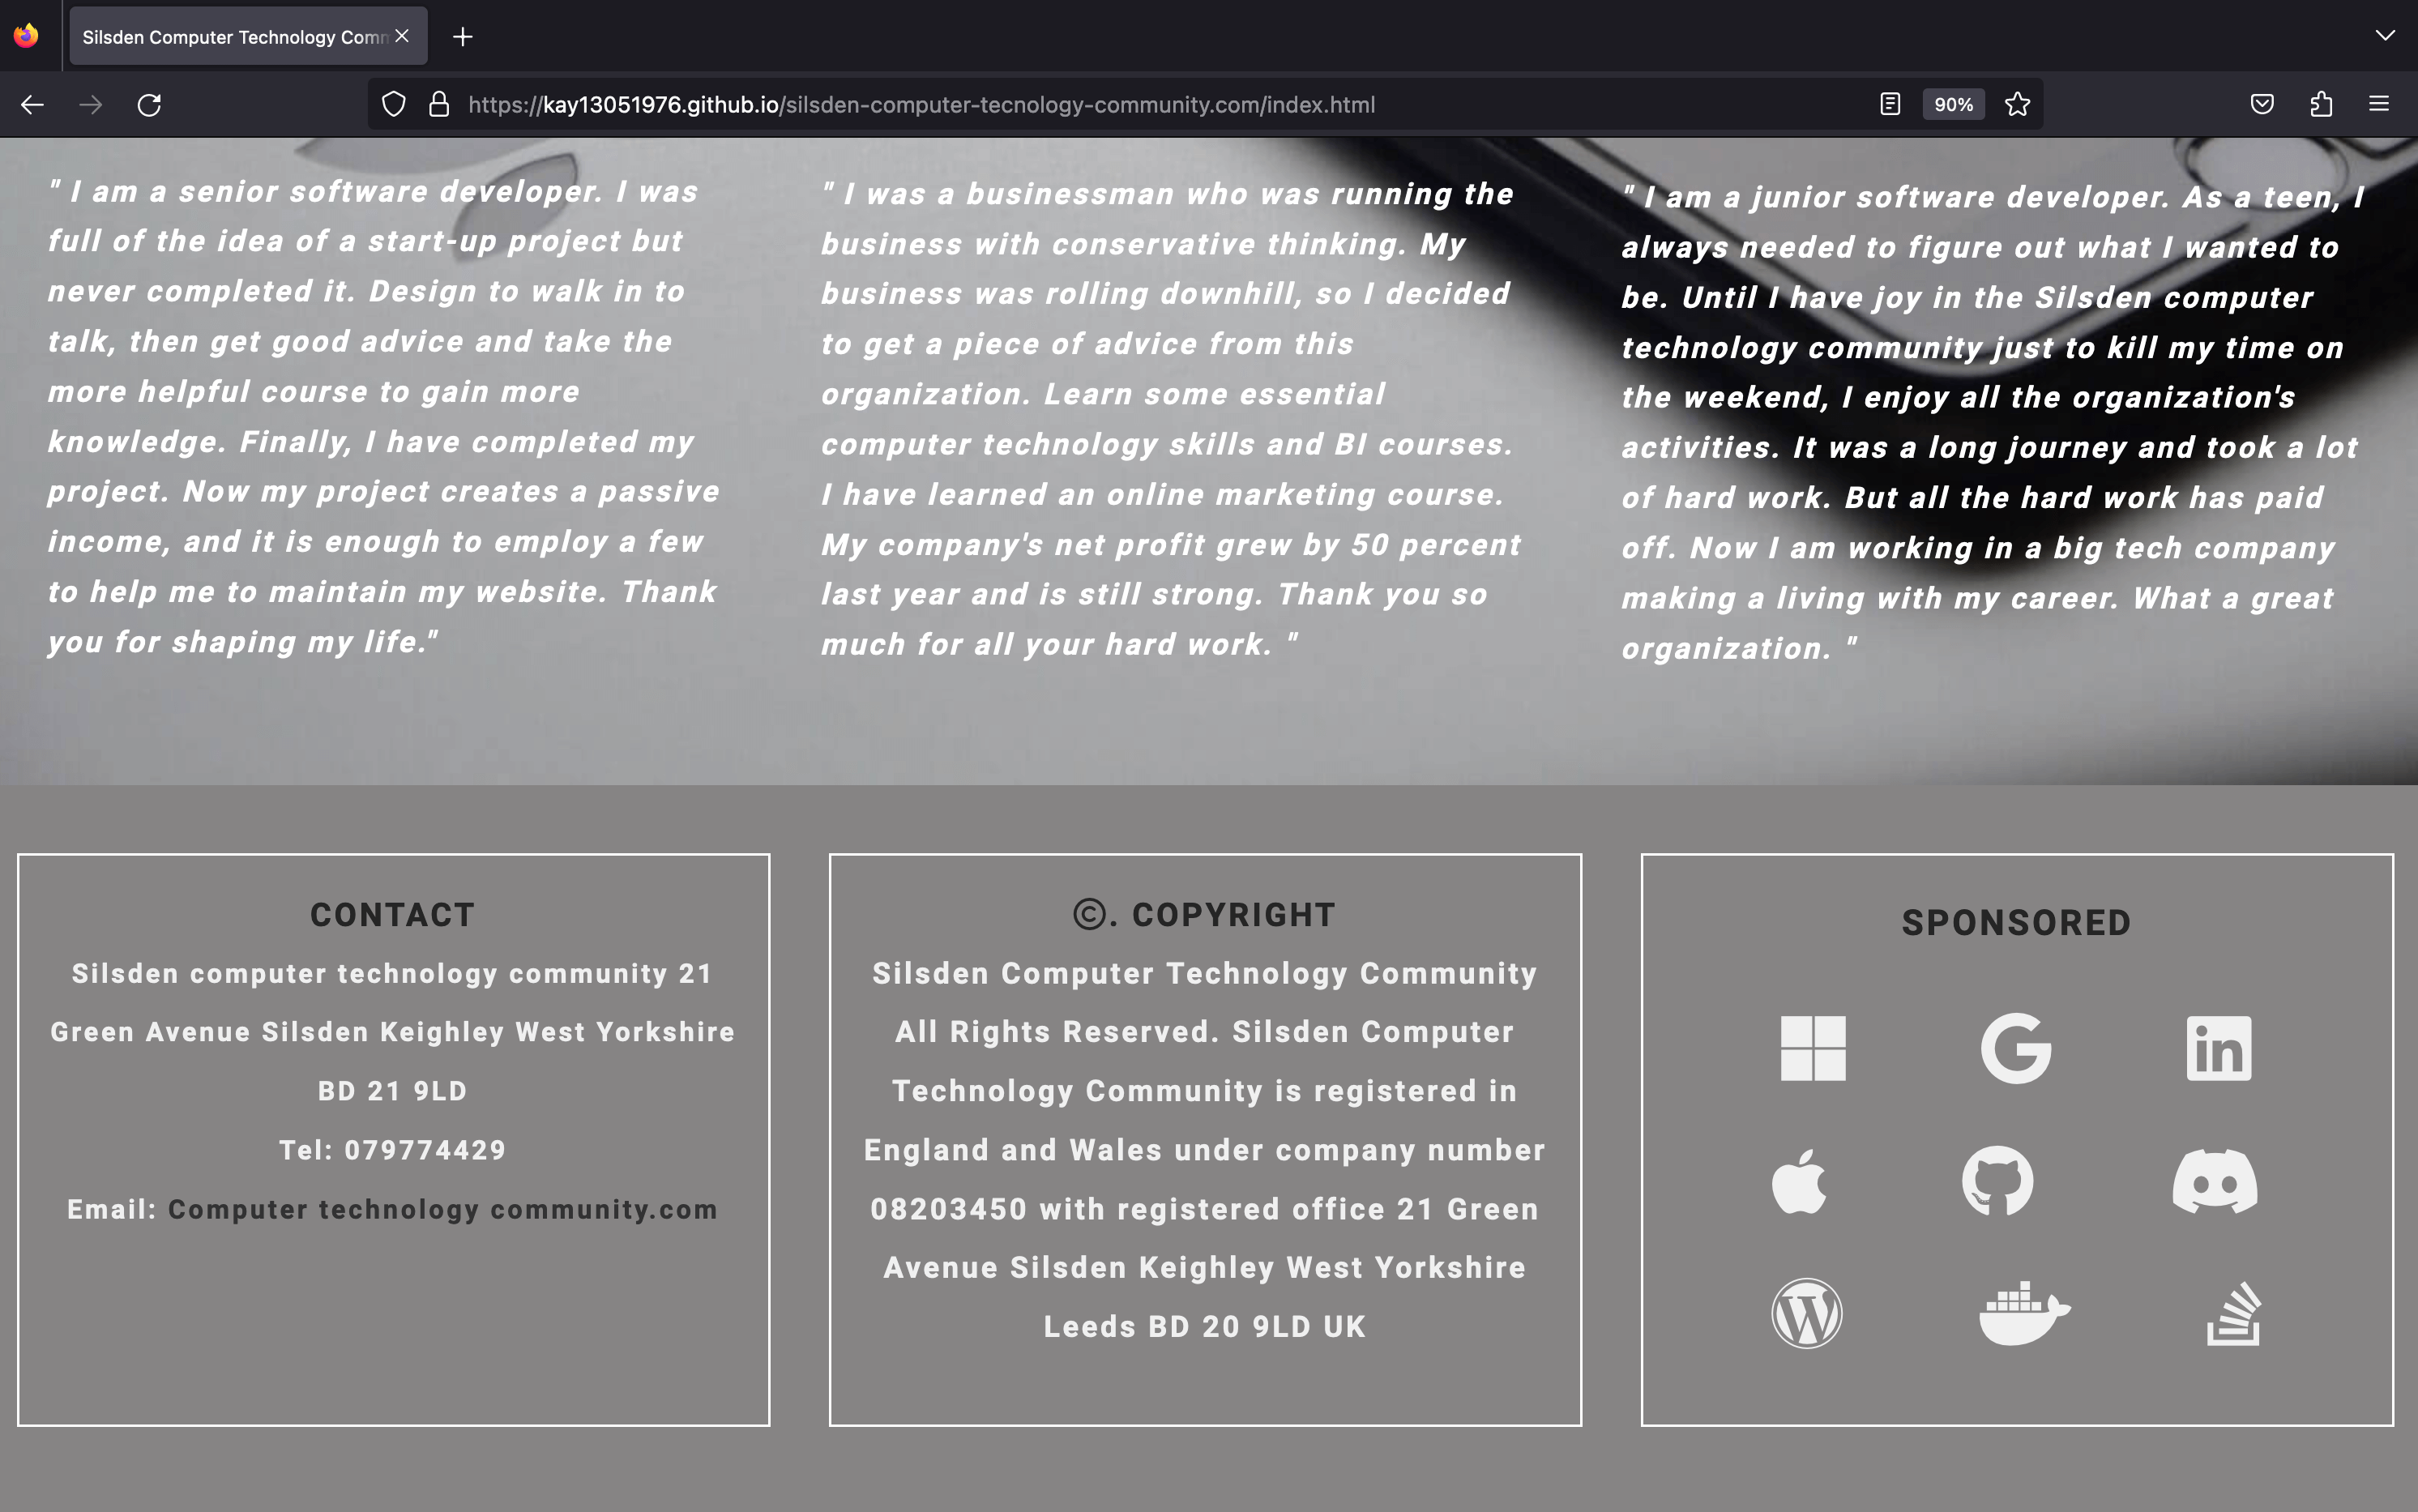 Silsden Computer Technology Comm
https://kay13051976.github.io/silsden-computer-tecnology-community.com/index.html
90%
" I am a senior software developer. I was
full of the idea of a start-up project but
never completed it. Design to walk in to
talk, then get good advice and take the
more helpful course to gain more
knowledge. Finally, I have completed my
project. Now my project creates a passive
income, and it is enough to employ a few
to help me to maintain my website. Thank
you for shaping my life."
" I was a businessman who was running the
business with conservative thinking. My
business was rolling downhill, so I decided
to get a piece of advice from this
organization. Learn some essential
computer technology skills and BI courses.
I have learned an online marketing course.
My company's net profit grew by 50 percent
last year and is still strong. Thank you so
much for all your hard work. "
" I am a junior software developer. As a teen, I
always needed to figure out what I wanted to
be. Until I have joy in the Silsden computer
technology community just to kill my time on
the weekend, I enjoy all the organization's
activities. It was a long journey and took a lot
of hard work. But all the hard work has paid
off. Now I am working in a big tech company
making a living with my career. What a great
organization. "
CONTACT
Silsden computer technology community 21
Green Avenue Silsden Keighley West Yorkshire
BD 21 9LD
Tel: 079774429
Email: Computer technology community.com
©. COPYRIGHT
Silsden Computer Technology Community
All Rights Reserved. Silsden Computer
Technology Community is registered in
England and Wales under company number
08203450 with registered office 21 Green
Avenue Silsden Keighley West Yorkshire
Leeds BD 20 9LD UK
SPONSORED